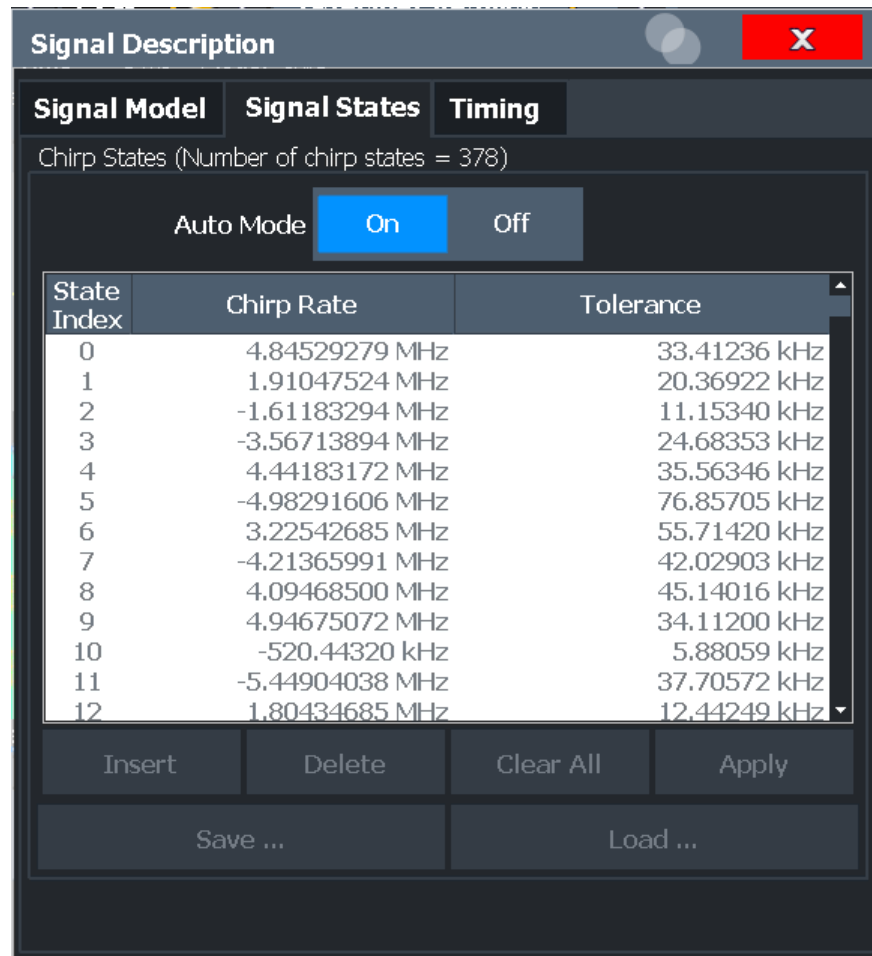 Signal Description X
Signal Model Signal States Timing
Chirp States (Number of chirp states = 378)
Auto Mode On Off
State Index Chirp Rate Tolerance
0 4.84529279 MHz 33.41236 kHz
1 1.91047524 MHz 20.36922 kHz
2 -1.61183294 MHz 11.15340 kHz
3 -3.56713894 MHz 24.68353 kHz
4 4.44183172 MHz 35.56346 kHz
5 -4.98291606 MHz 76.85705 kHz
6 3.22542685 MHz 55.71420 kHz
7 -4.21365991 MHz 42.02903 kHz
8 4.09468500 MHz 45.14016 kHz
9 4.94675072 MHz 34.11200 kHz
10 -520.44320 kHz 5.88059 kHz
11 -5.44904038 MHz 37.70572 kHz
12 1.80434685 MHz 12.44249 kHz
Insert Delete Clear All Apply
Save ... Load ...